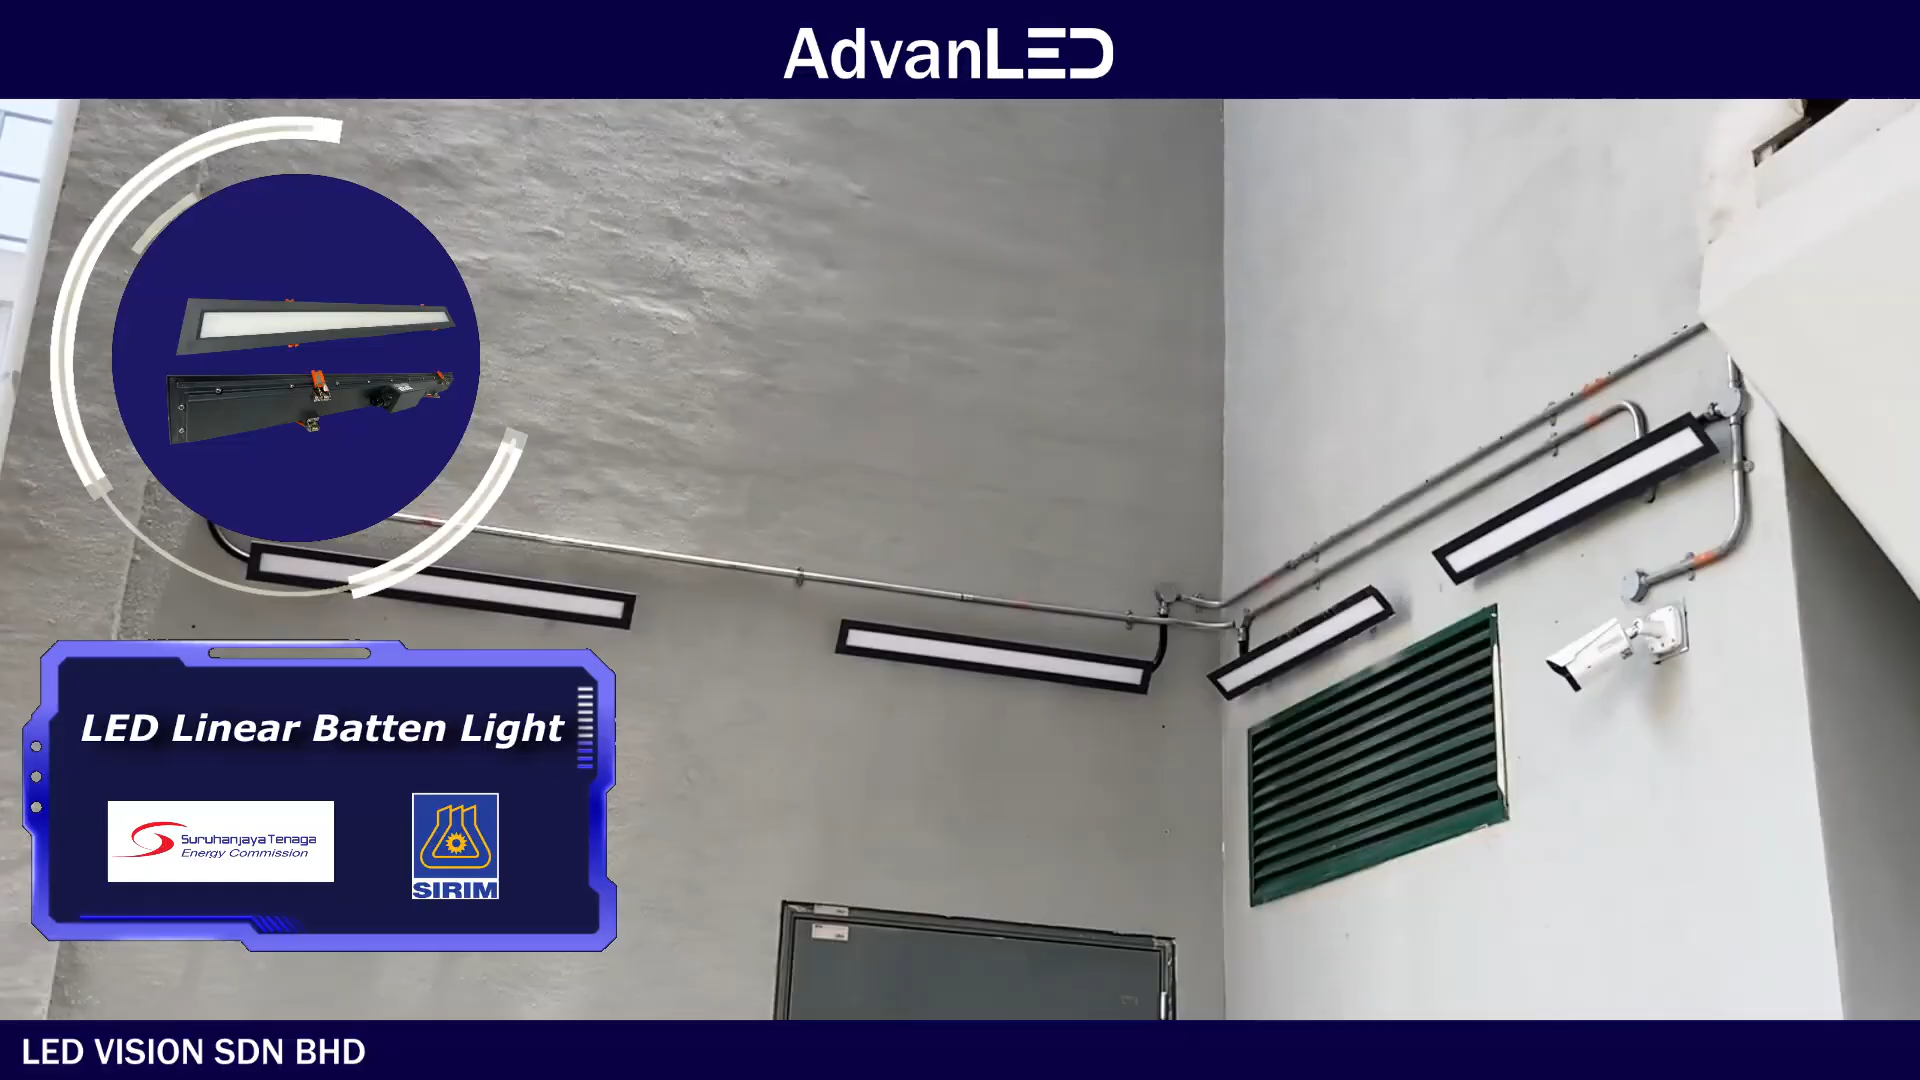 AdvanLED
LED Linear Batten Light
Suruhanjaya Tenaga
Energy Commission
SIRIM
LED VISION SDN BHD